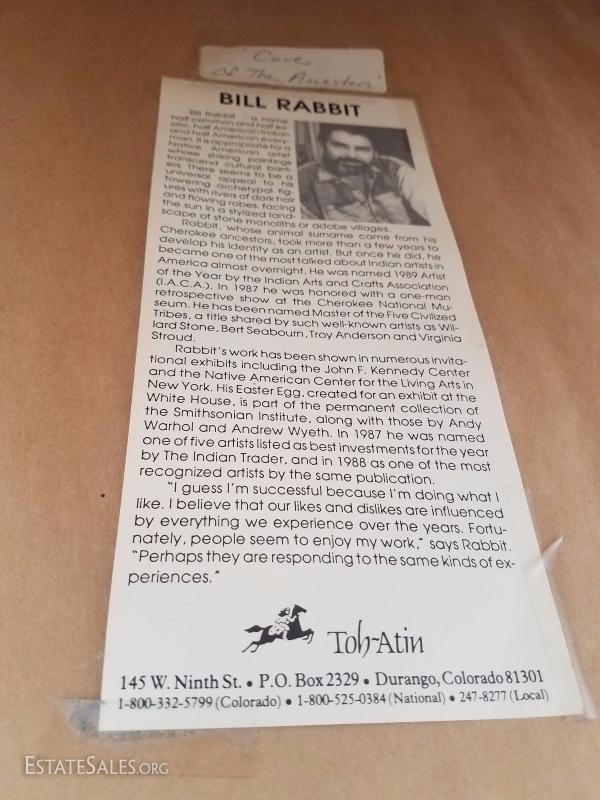 "Cave
Of The Ancestors"
BILL RABBIT
Bill Rabbit - a name
half common and half ex-
otic, half American Indian
and half American every-
man. It is appropriate for a
Native American artist
whose striking paintings
transcend cultural barri-
ers. There seems to be a
universal appeal to his
towering archetypal fig-
ures with rivers of dark hair
and flowing robes, facing
the sun in a stylized land-
scape of stone monoliths or adobe villages.
Rabbit, whose animal surname came from his
Cherokee ancestors, took more than a few years to
develop his identity as an artist. But once he did, he
became one of the most talked about Indian artists in
America almost overnight. He was named 1989 Artist
of the Year by the Indian Arts and Crafts Association
(I.A.C.A.). In 1987 he was honored with a one-man
retrospective show at the Cherokee National Mu-
seum. He has been named Master of the Five Civilized
Tribes, a title shared by such well-known artists as Wil-
lard Stone, Bert Seabourn, Troy Anderson and Virginia
Stroud.
Rabbit's work has been shown in numerous invita-
tional exhibits including the John F. Kennedy Center
and the Native American Center for the Living Arts in
New York. His Easter Egg, created for an exhibit at the
White House, is part of the permanent collection of
the Smithsonian Institute, along with those by Andy
Warhol and Andrew Wyeth. In 1987 he was named
one of five artists listed as best investments for the year
by The Indian Trader, and in 1988 as one of the most
recognized artists by the same publication.
"I guess I'm successful because I'm doing what I
like. I believe that our likes and dislikes are influenced
by everything we experience over the years. Fortu-
nately, people seem to enjoy my work," says Rabbit.
"Perhaps they are responding to the same kinds of ex-
periences."
Toh-Atin
145 W. Ninth St. • P.O. Box 2329 • Durango, Colorado 81301
1-800-332-5799 (Colorado) • 1-800-525-0384 (National) • 247-8277 (Local)
ESTATESALES.ORG